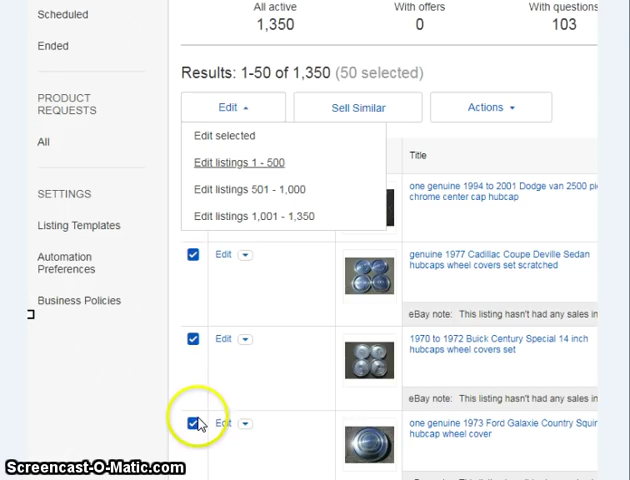 Scheduled
Ended
PRODUCT
REQUESTS
All
SETTINGS
Listing Templates
Automation
Preferences
Business Policies
All active
1,350
With offers
0
With questions
103
Results: 1-50 of 1,350 (50 selected)
Edit
Sell Similar
Actions
Edit selected
Edit listings 1 - 500
Edit listings 501 - 1,000
Edit listings 1,001 - 1,350
Title
one genuine 1994 to 2001 Dodge van 2500 pi
chrome center cap hubcap
Edit
genuine 1977 Cadillac Coupe Deville Sedan
hubcaps wheel covers set scratched
eBay note: This listing hasn't had any sales in
Edit
1970 to 1972 Buick Century Special 14 inch
hubcaps wheel covers set
eBay note: This listing hasn't had any sales in
Edit
one genuine 1973 Ford Galaxie Country Squir
hubcap wheel cover
Screencast-O-Matic.com